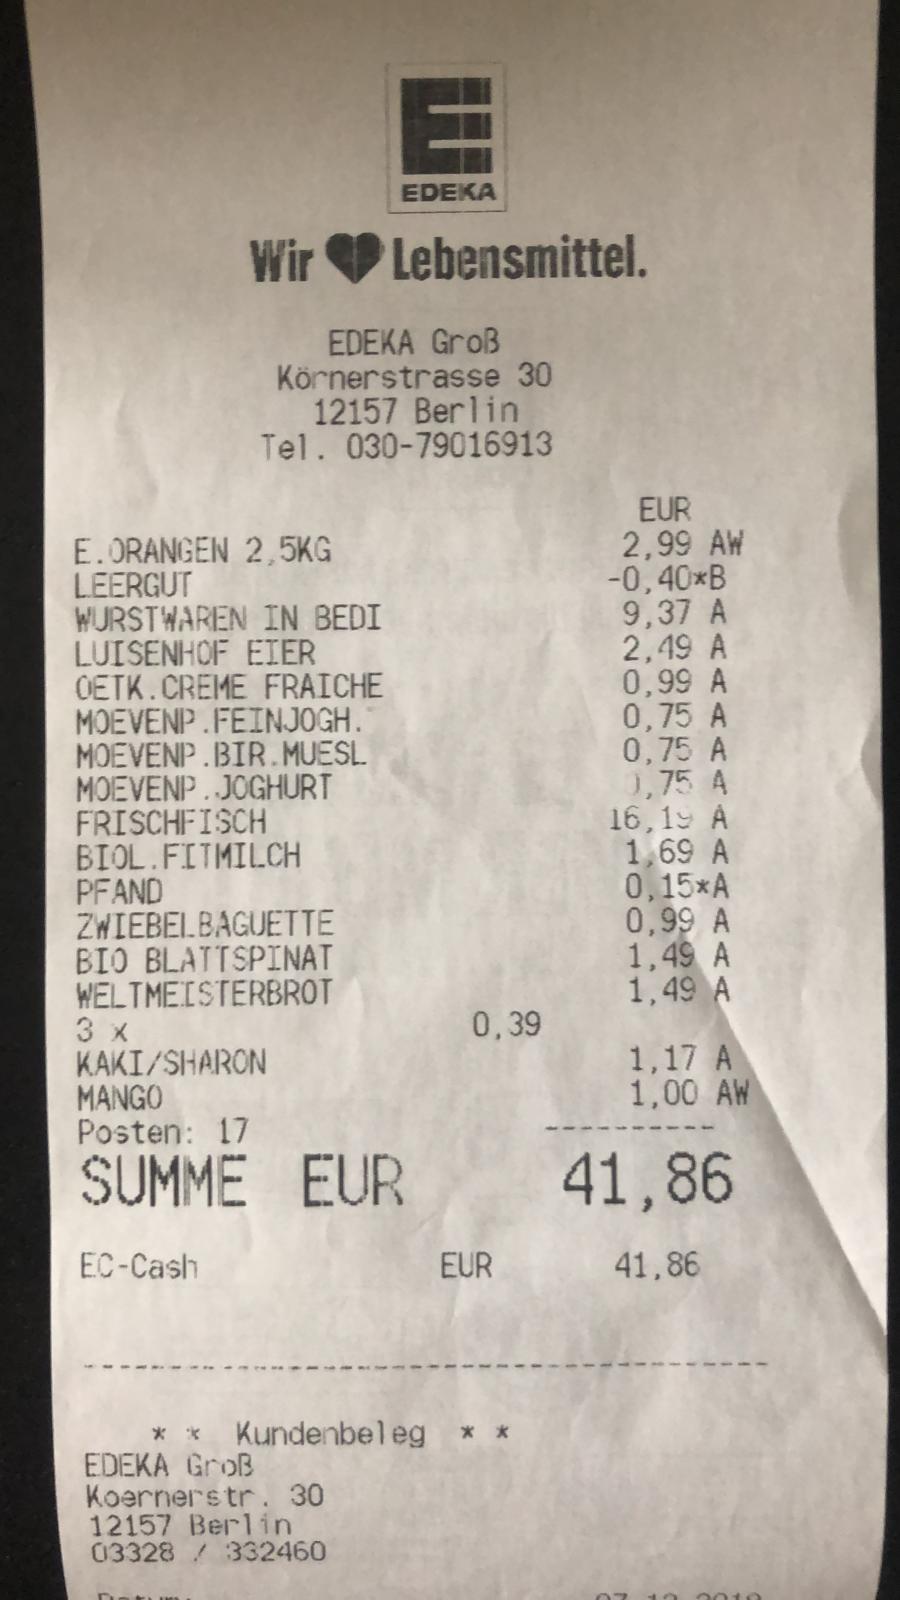 EDEKA
Wir ❤ Lebensmittel.
EDEKA Groß
Körnerstrasse 30
12157 Berlin
Tel. 030-79016913
EUR
E.ORANGEN 2,5KG 2,99 AW
LEERGUT -0,40*B
WURSTWAREN IN BEDI 9,37 A
LUISENHOF EIER 2,49 A
OETK.CREME FRAICHE 0,99 A
MOEVENP.FEINJOGH. 0,75 A
MOEVENP.BIR.MUESL 0,75 A
MOEVENP.JOGHURT 0,75 A
FRISCHFISCH 16,19 A
BIOL.FITMILCH 1,69 A
PFAND 0,15*A
ZWIEBELBAGUETTE 0,99 A
BIO BLATTSPINAT 1,49 A
WELTMEISTERBROT 1,49 A
3 x 0,39
KAKI/SHARON 1,17 A
MANGO 1,00 AW
Posten: 17 ----------
SUMME EUR 41,86
EC-Cash EUR 41,86
* * Kundenbeleg * *
EDEKA Groß
Koernerstr. 30
12157 Berlin
03328 / 332460